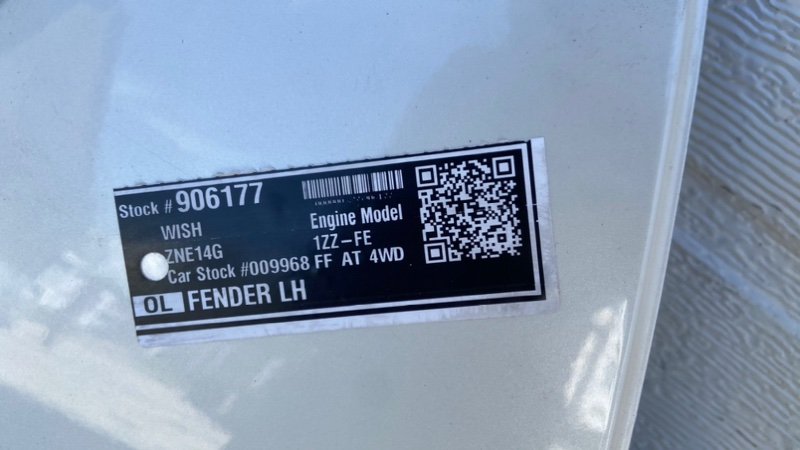 Stock # 906177
WISH
Engine Model
ZNE14G
1ZZ-FE
Car Stock #009968 FF AT 4WD
OL FENDER LH